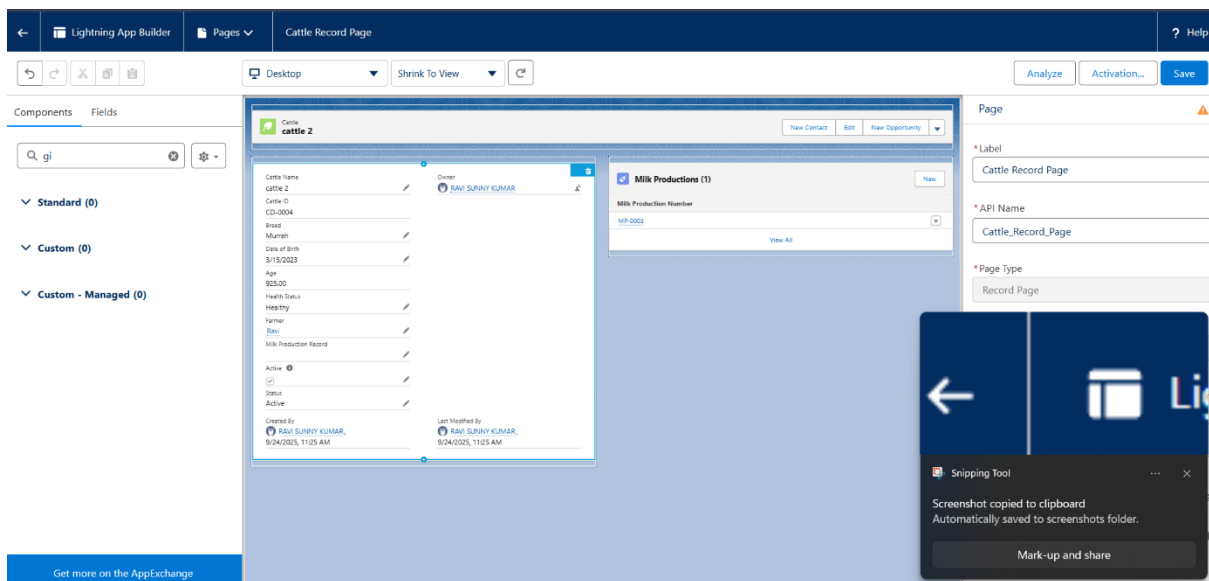 Lightning App Builder
Pages
Cattle Record Page
? Help
Desktop
Shrink To View
Analyze
Activation...
Save
Components
Fields
gi
Standard (0)
Custom (0)
Custom - Managed (0)
Get more on the AppExchange
Cattle
cattle 2
New Contact
Edit
New Opportunity
Cattle Name
cattle 2
Owner
RAVI SUNNY KUMAR
Cattle ID
CD-0004
Breed
Murrah
Date of Birth
3/15/2023
Age
925.00
Health Status
Healthy
Farmer
Ravi
Milk Production Record
Active
Status
Active
Created By
RAVI SUNNY KUMAR,
9/24/2025, 11:25 AM
Last Modified By
RAVI SUNNY KUMAR,
9/24/2025, 11:25 AM
Milk Productions (1)
New
Milk Production Number
MP-0003
View All
Page
*Label
Cattle Record Page
*API Name
Cattle_Record_Page
*Page Type
Record Page
Snipping Tool
Screenshot copied to clipboard
Automatically saved to screenshots folder.
Mark-up and share